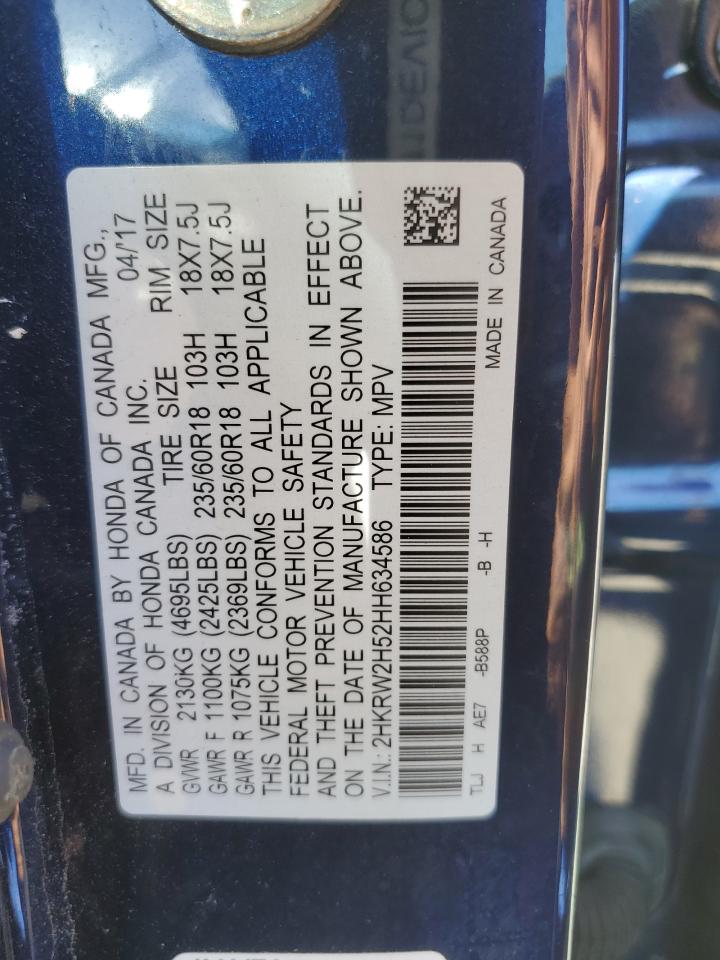 MFD. IN CANADA BY HONDA OF CANADA MFG.,
A DIVISION OF HONDA CANADA INC. 04/'17
TIRE SIZE RIM SIZE
GVWR 2130KG (4695LBS)
GAWR F 1100KG (2425LBS) 235/60R18 103H 18X7.5J
GAWR R 1075KG (2369LBS) 235/60R18 103H 18X7.5J
THIS VEHICLE CONFORMS TO ALL APPLICABLE
FEDERAL MOTOR VEHICLE SAFETY
AND THEFT PREVENTION STANDARDS IN EFFECT
ON THE DATE OF MANUFACTURE SHOWN ABOVE.
V.I.N.: 2HKRW2H52HH634586 TYPE: MPV
TLJ H AE7 -B588P -B -H MADE IN CANADA